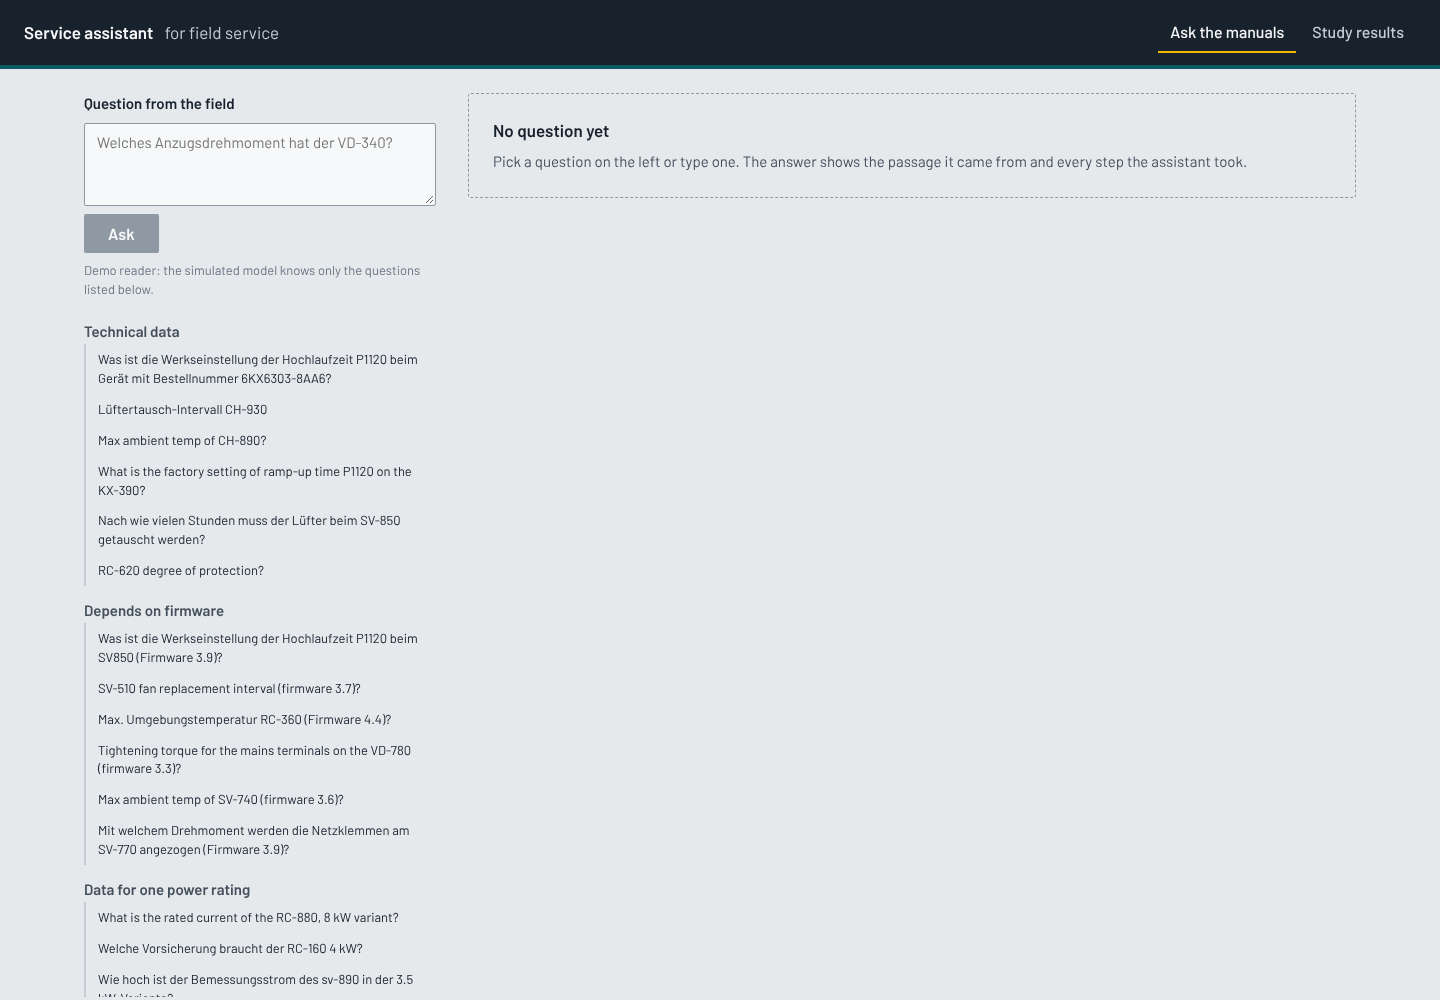 Service assistant for field service
Ask the manuals
Study results
Question from the field
Welches Anzugsdrehmoment hat der VD-340?
Ask
Demo reader: the simulated model knows only the questions
listed below.
Technical data
Was ist die Werkseinstellung der Hochlaufzeit P1120 beim
Gerät mit Bestellnummer 6KX6303-8AA6?
Lüftertausch-Intervall CH-930
Max ambient temp of CH-890?
What is the factory setting of ramp-up time P1120 on the
KX-390?
Nach wie vielen Stunden muss der Lüfter beim SV-850
getauscht werden?
RC-620 degree of protection?
Depends on firmware
Was ist die Werkseinstellung der Hochlaufzeit P1120 beim
SV850 (Firmware 3.9)?
SV-510 fan replacement interval (firmware 3.7)?
Max. Umgebungstemperatur RC-360 (Firmware 4.4)?
Tightening torque for the mains terminals on the VD-780
(firmware 3.3)?
Max ambient temp of SV-740 (firmware 3.6)?
Mit welchem Drehmoment werden die Netzklemmen am
SV-770 angezogen (Firmware 3.9)?
Data for one power rating
What is the rated current of the RC-880, 8 kW variant?
Welche Vorsicherung braucht der RC-160 4 kW?
Wie hoch ist der Bemessungsstrom des sv-890 in der 3.5
kW-Variante?
No question yet
Pick a question on the left or type one. The answer shows the passage it came from and every step the assistant took.